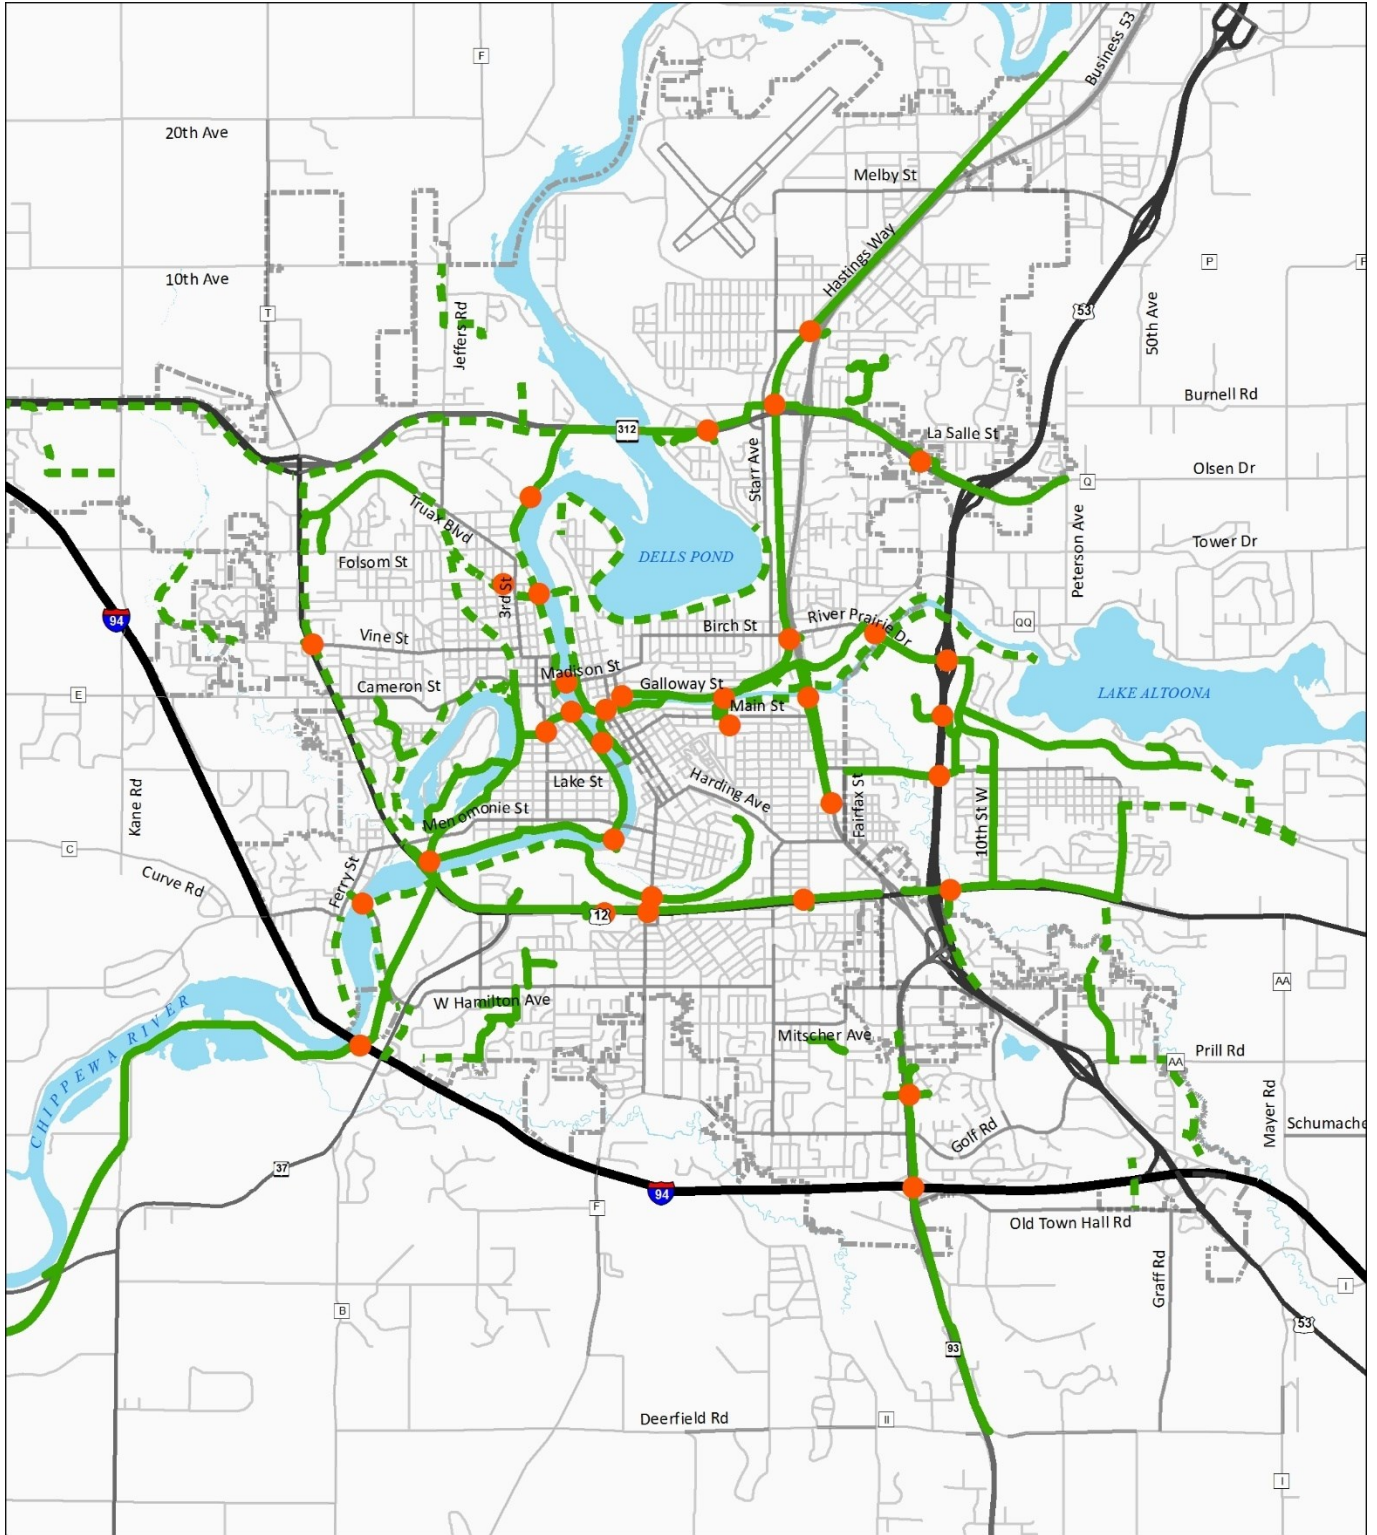 Business 53
F
20th Ave
Melby St
10th Ave
Hastings Way
P
F
T
53
50th Ave
Jeffers Rd
Burnell Rd
312
La Salle St
Starr Ave
Olsen Dr
Q
Truax Blvd
Peterson Ave
Tower Dr
Folsom St
DELLS POND
3rd St
94
Vine St
Birch St
River Prairie Dr
QQ
Madison St
Cameron St
Galloway St
E
Main St
LAKE ALTOONA
Lake St
Harding Ave
Kane Rd
Menomonie St
Fairfax St
10th St W
C
Curve Rd
Ferry St
12
AA
CHIPPEWA RIVER
W Hamilton Ave
Mitscher Ave
Prill Rd
AA
Mayer Rd
Schumache
Golf Rd
37
94
F
Old Town Hall Rd
Graff Rd
I
B
53
93
Deerfield Rd
II
I